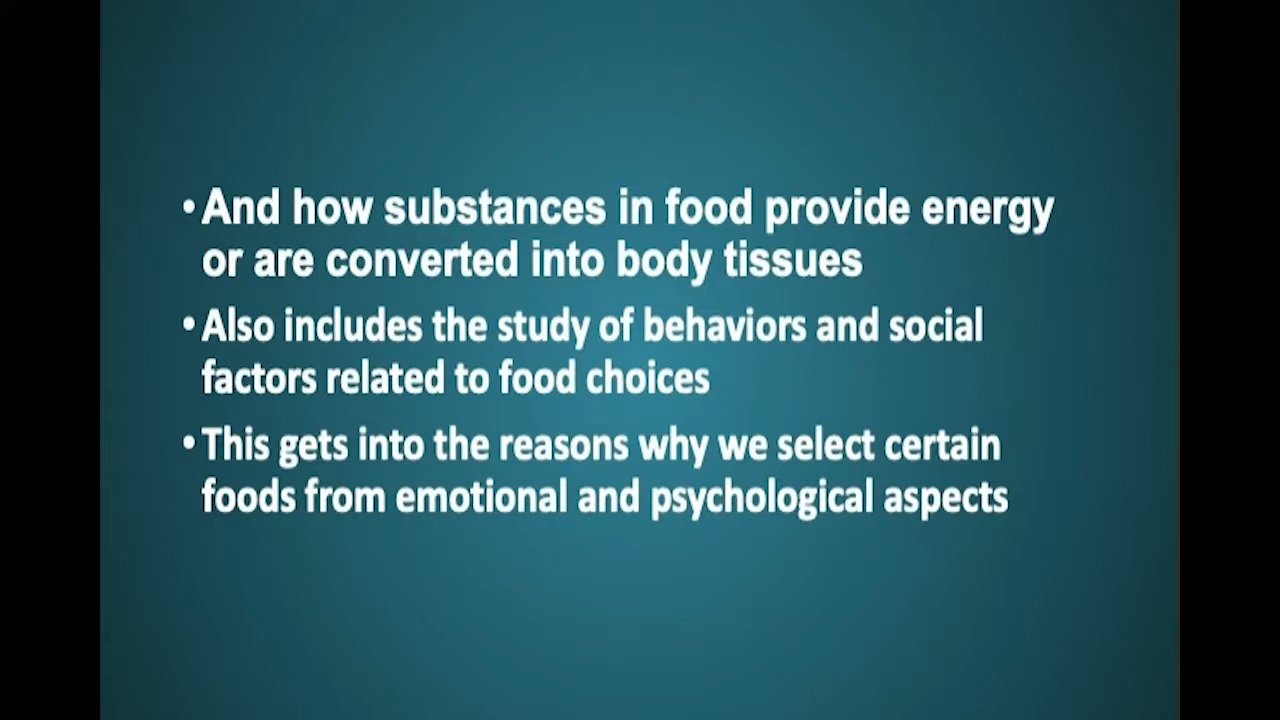 •And how substances in food provide energy
or are converted into body tissues
•Also includes the study of behaviors and social
factors related to food choices
•This gets into the reasons why we select certain
foods from emotional and psychological aspects